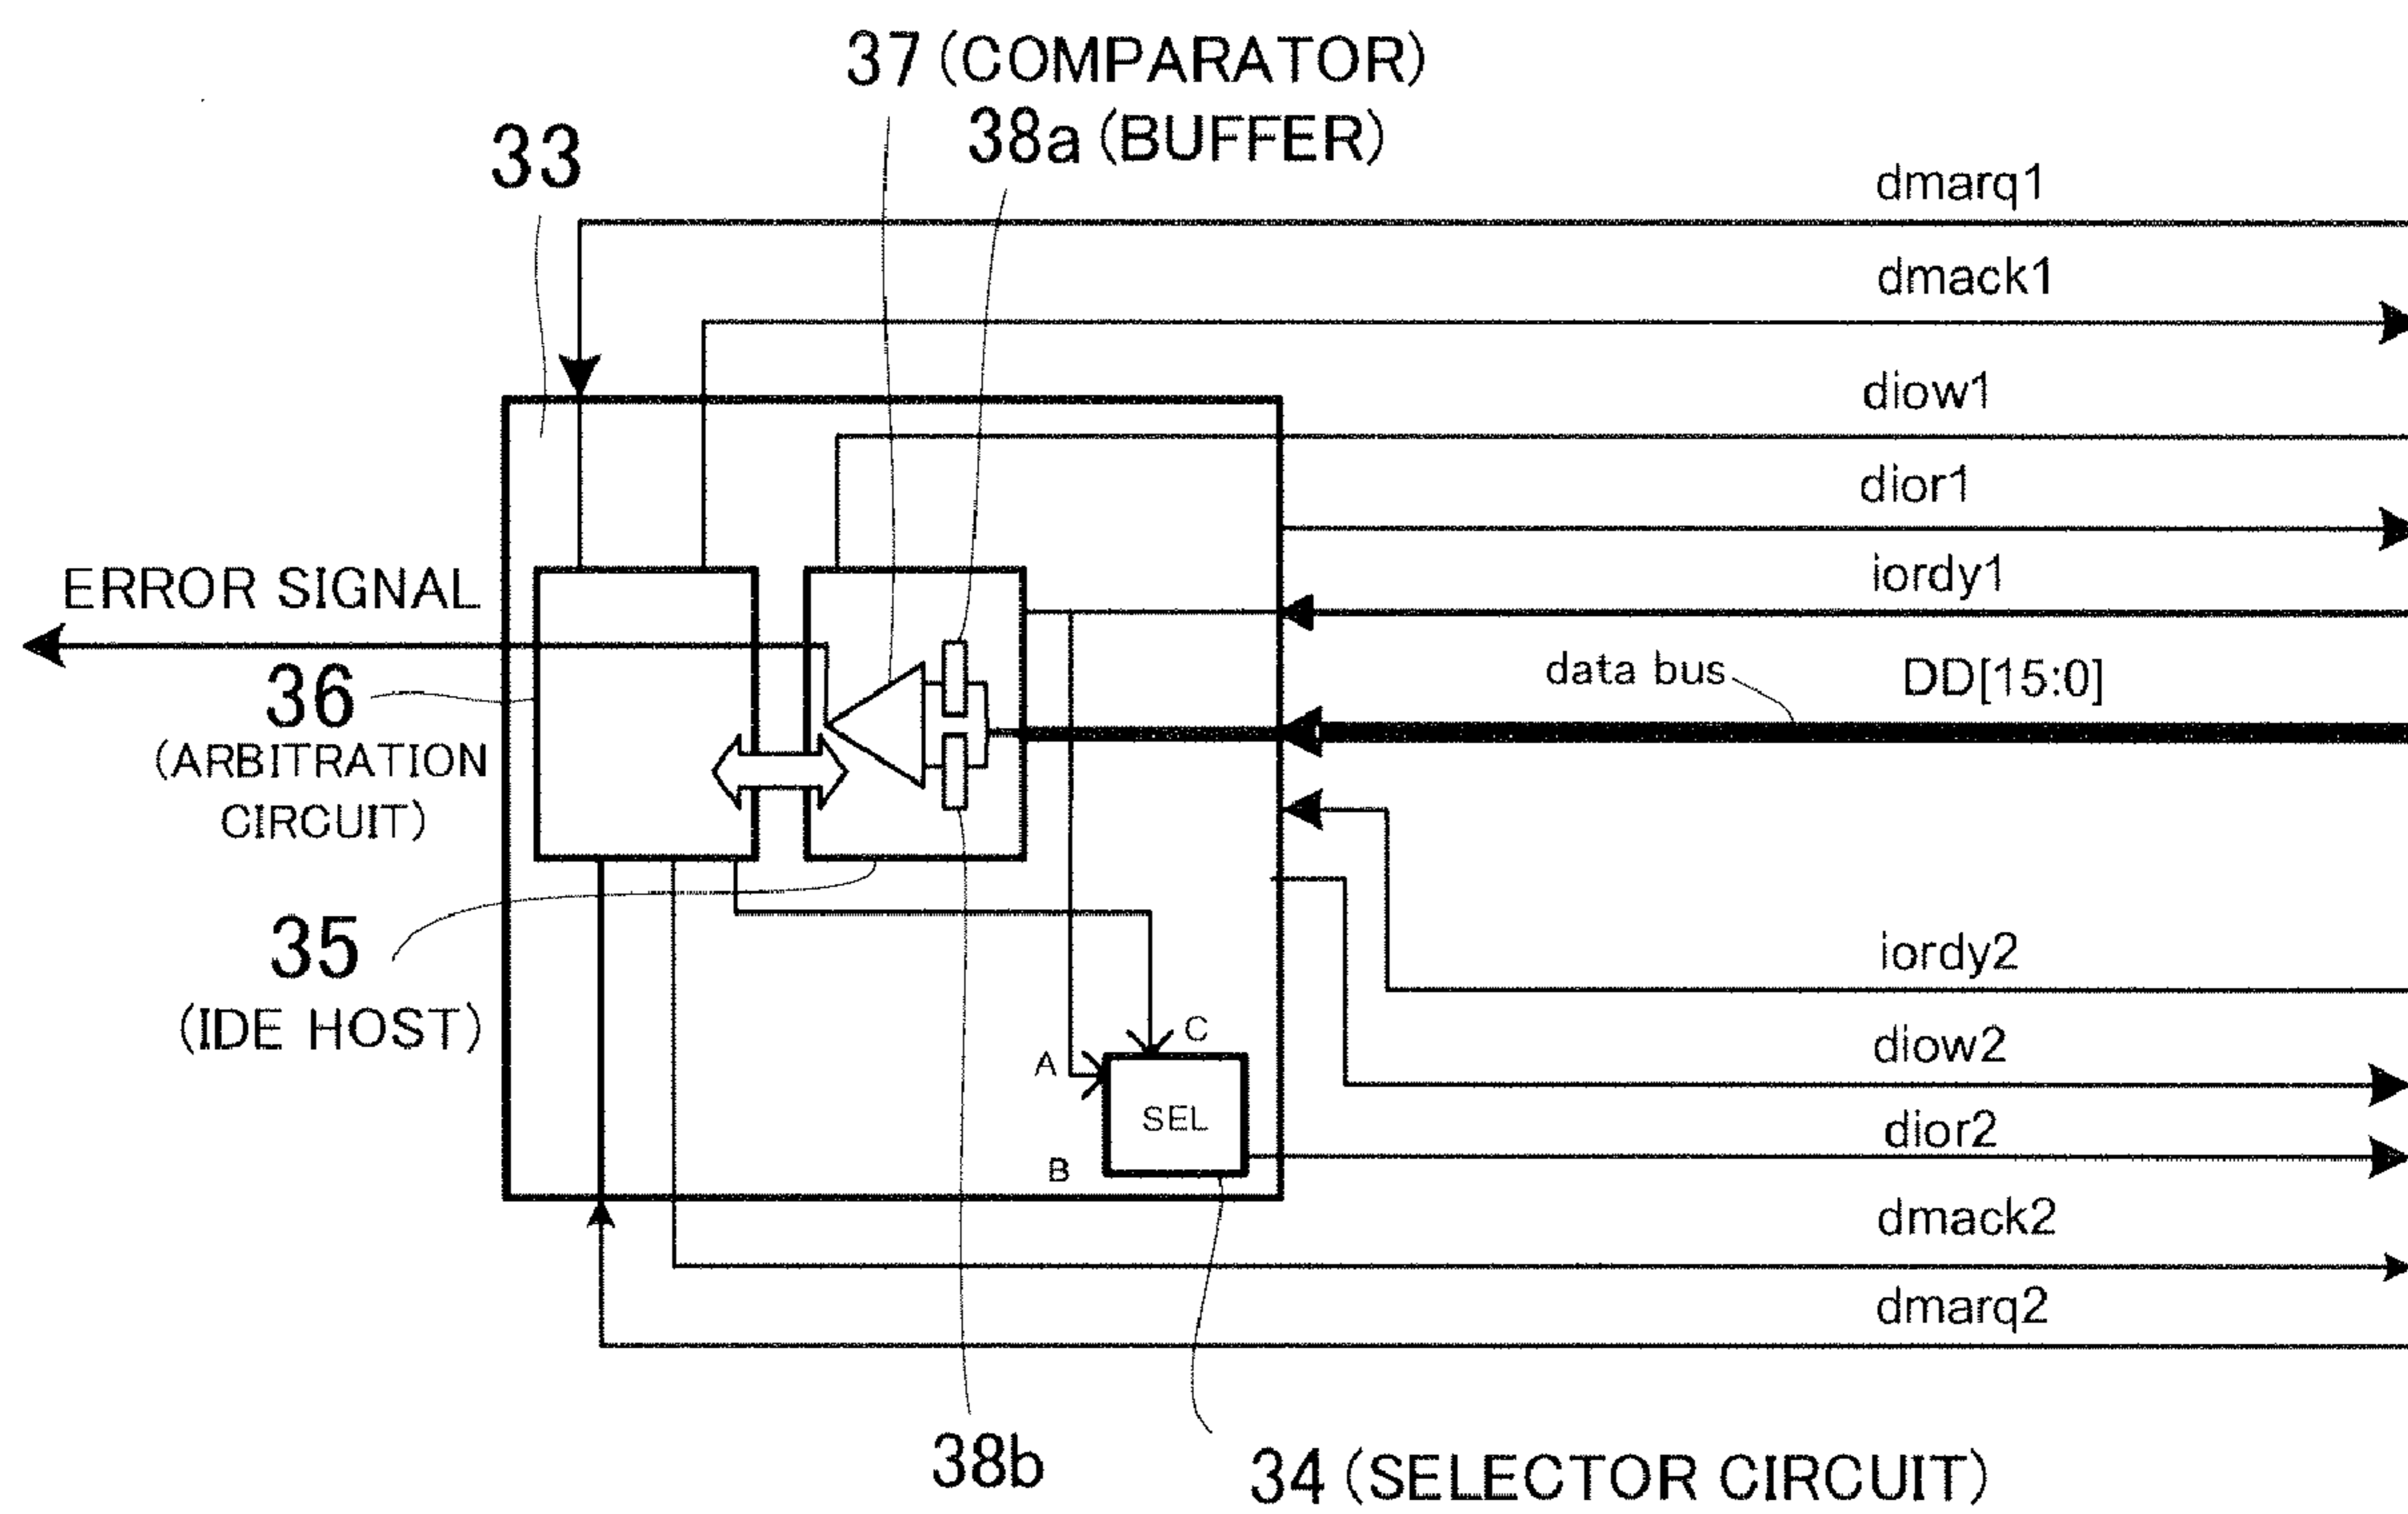 37 (COMPARATOR)
38a (BUFFER)
33
dmarq1
dmack1
diow1
dior1
iordy1
ERROR SIGNAL
data bus
DD[15:0]
36
(ARBITRATION
CIRCUIT)
35
(IDE HOST)
iordy2
C
A
diow2
SEL
dior2
B
dmack2
dmarq2
38b
34 (SELECTOR CIRCUIT)